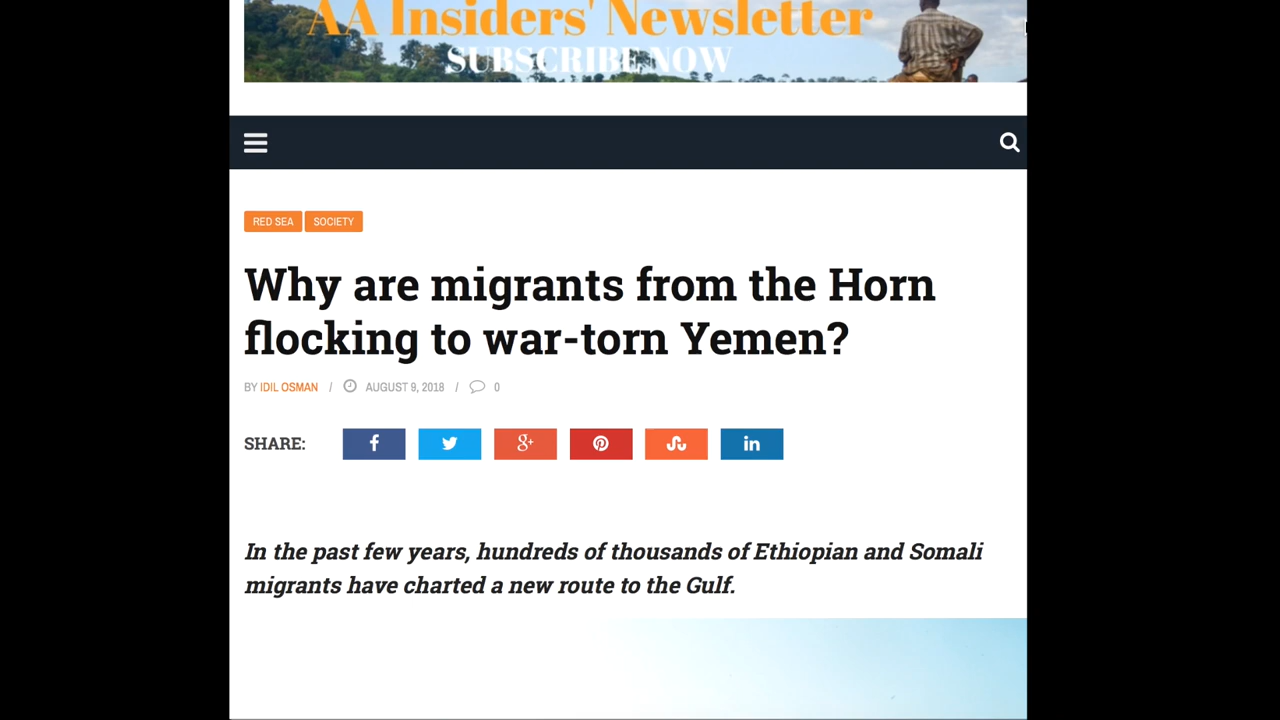 AA Insiders' Newsletter
SUBSCRIBE NOW
RED SEA SOCIETY
Why are migrants from the Horn
flocking to war-torn Yemen?
BY IDIL OSMAN / AUGUST 9, 2018 / 0
SHARE:
In the past few years, hundreds of thousands of Ethiopian and Somali
migrants have charted a new route to the Gulf.